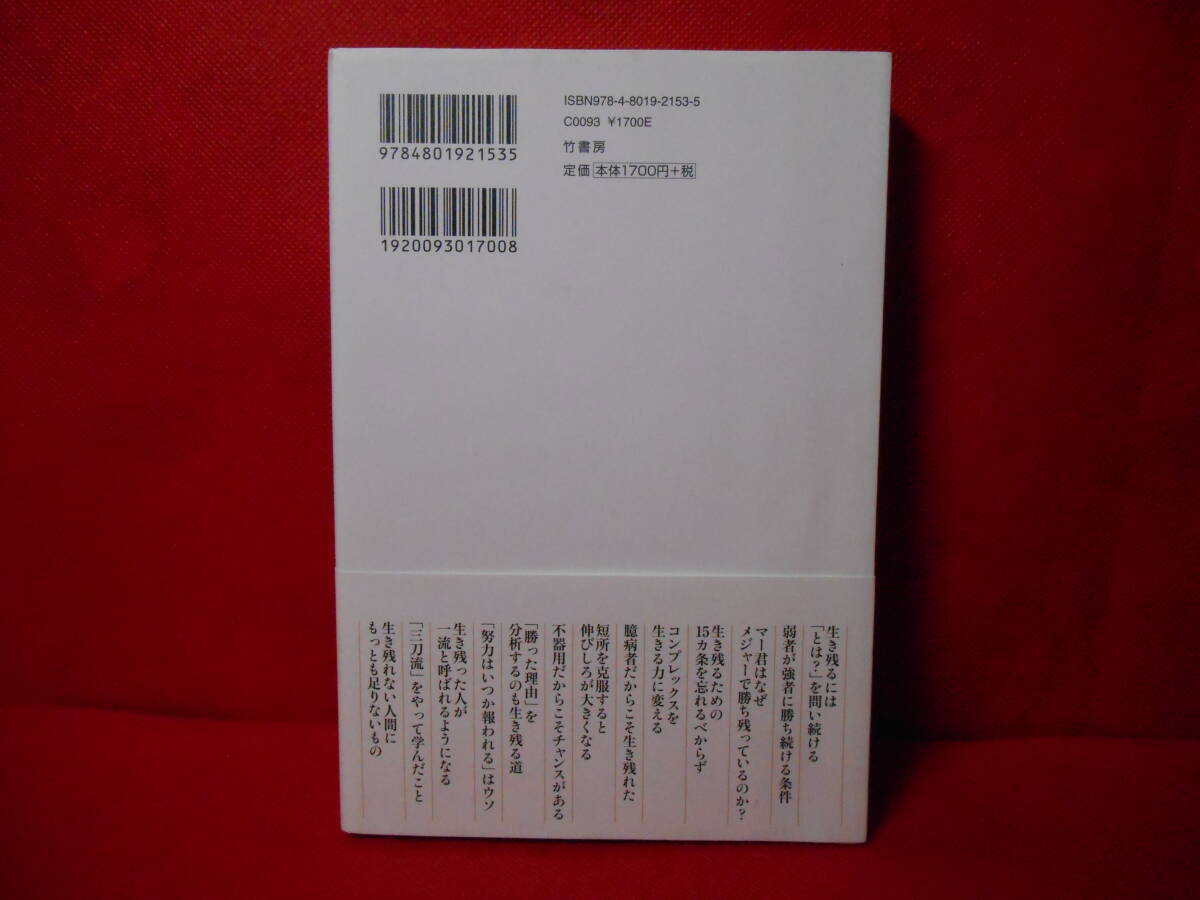 ISBN978-4-8019-2153-5
C0093 ¥1700E
竹書房
定価 本体1700円+税
9784801921535
1920093017008
生き残るには
「とは?」を問い続ける
弱者が強者に勝ち続ける条件
マー君はなぜ
メジャーで勝ち残っているのか?
生き残るための
15カ条を忘れるべからず
コンプレックスを
生きる力に変える
臆病者だからこそ生き残れた
短所を克服すると
伸びしろが大きくなる
不器用だからこそチャンスがある
「勝った理由」を
分析するのも生き残る道
「努力はいつか報われる」はウソ
生き残った人が
一流と呼ばれるようになる
「三刀流」をやって学んだこと
生き残れない人間に
もっとも足りないもの